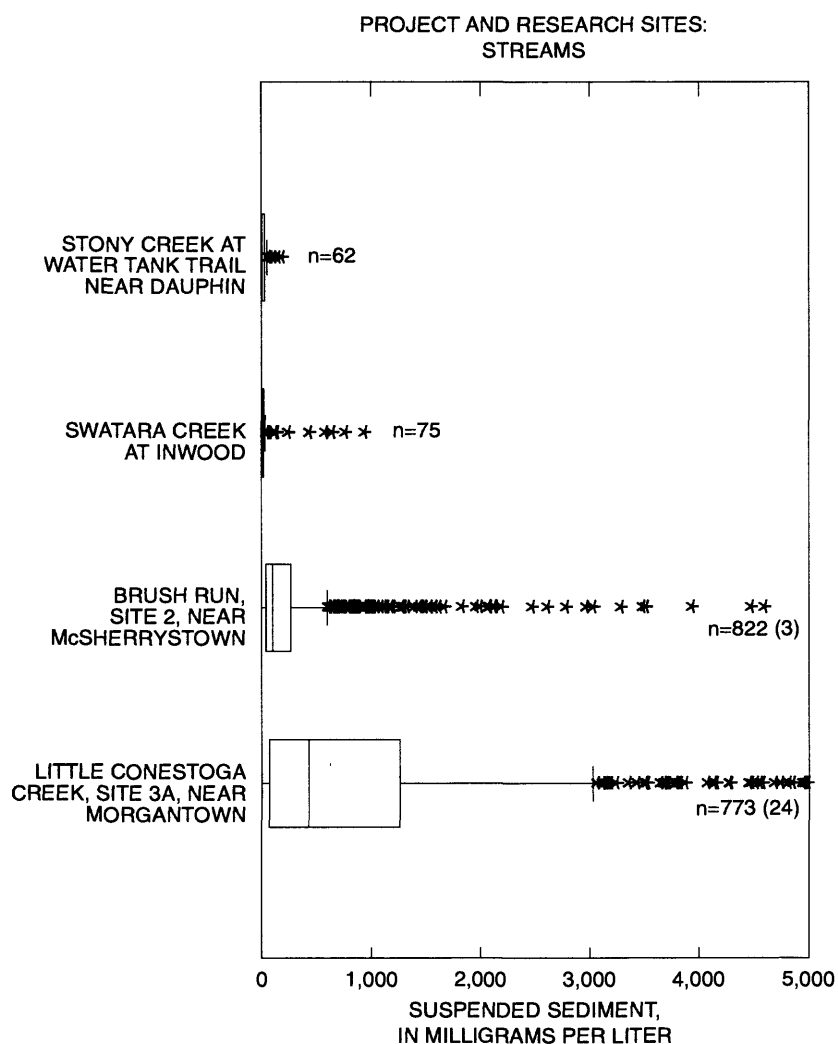 PROJECT AND RESEARCH SITES:
STREAMS
STONY CREEK AT
WATER TANK TRAIL
NEAR DAUPHIN
n=62
SWATARA CREEK
AT INWOOD
n=75
BRUSH RUN,
SITE 2, NEAR
McSHERRYSTOWN
n=822 (3)
LITTLE CONESTOGA
CREEK, SITE 3A, NEAR
MORGANTOWN
n=773 (24)
0 1,000 2,000 3,000 4,000 5,000
SUSPENDED SEDIMENT,
IN MILLIGRAMS PER LITER